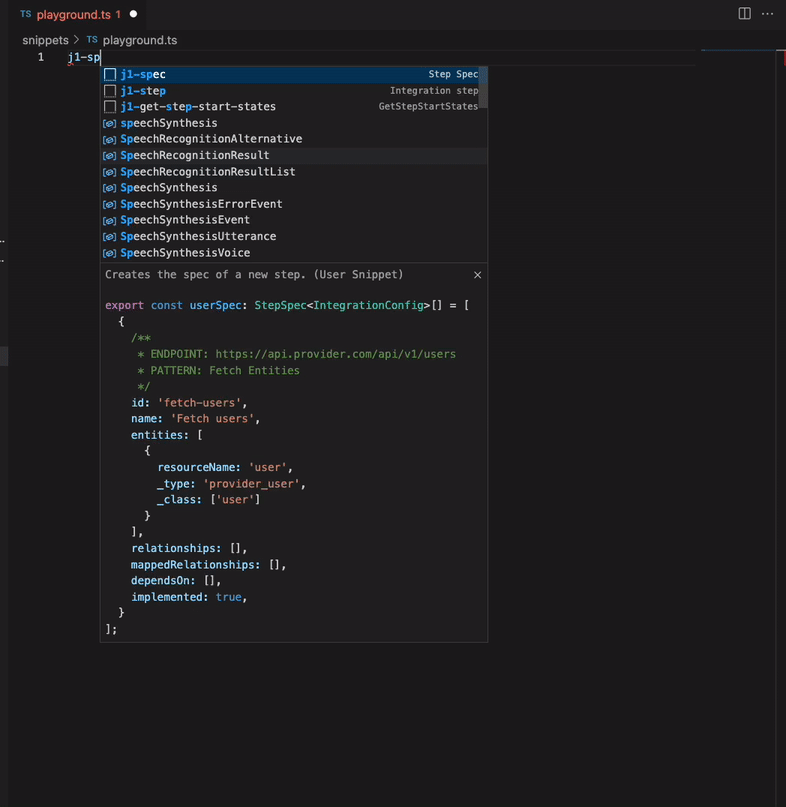 TS playground.ts 1
snippets > TS playground.ts
1 j1-sp
j1-spec Step Spec
j1-step Integration step
j1-get-step-start-states GetStepStartStates
speechSynthesis
SpeechRecognitionAlternative
SpeechRecognitionResult
SpeechRecognitionResultList
SpeechSynthesis
SpeechSynthesisErrorEvent
SpeechSynthesisEvent
SpeechSynthesisUtterance
SpeechSynthesisVoice
Creates the spec of a new step. (User Snippet)
export const userSpec: StepSpec<IntegrationConfig>[] = [
{
/**
* ENDPOINT: https://api.provider.com/api/v1/users
* PATTERN: Fetch Entities
*/
id: 'fetch-users',
name: 'Fetch users',
entities: [
{
resourceName: 'user',
_type: 'provider_user',
_class: ['user']
}
],
relationships: [],
mappedRelationships: [],
dependsOn: [],
implemented: true,
}
];